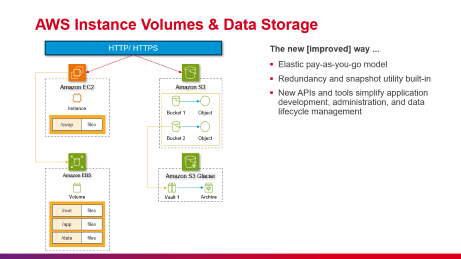 AWS Instance Volumes & Data Storage
HTTP/ HTTPS
Amazon EC2
Instance
/swap files
Amazon EBS
Volume
/root files
/app files
/data files
Amazon S3
Bucket 1 Object
Bucket 2 Object
Amazon S3 Glacier
Vault 1 Archive
The new [improved] way ...
Elastic pay-as-you-go model
Redundancy and snapshot utility built-in
New APIs and tools simplify application
development, administration, and data
lifecycle management